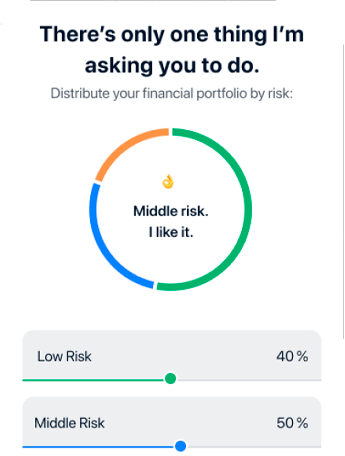 There's only one thing I'm
asking you to do.
Distribute your financial portfolio by risk:
👌
Middle risk.
I like it.
Low Risk 40 %
Middle Risk 50 %